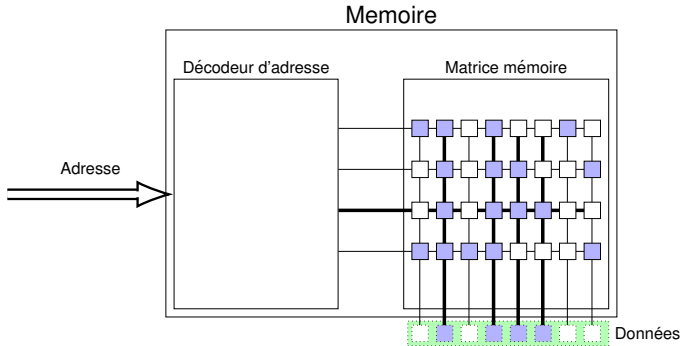 Memoire
Décodeur d'adresse
Matrice mémoire
Adresse
Données